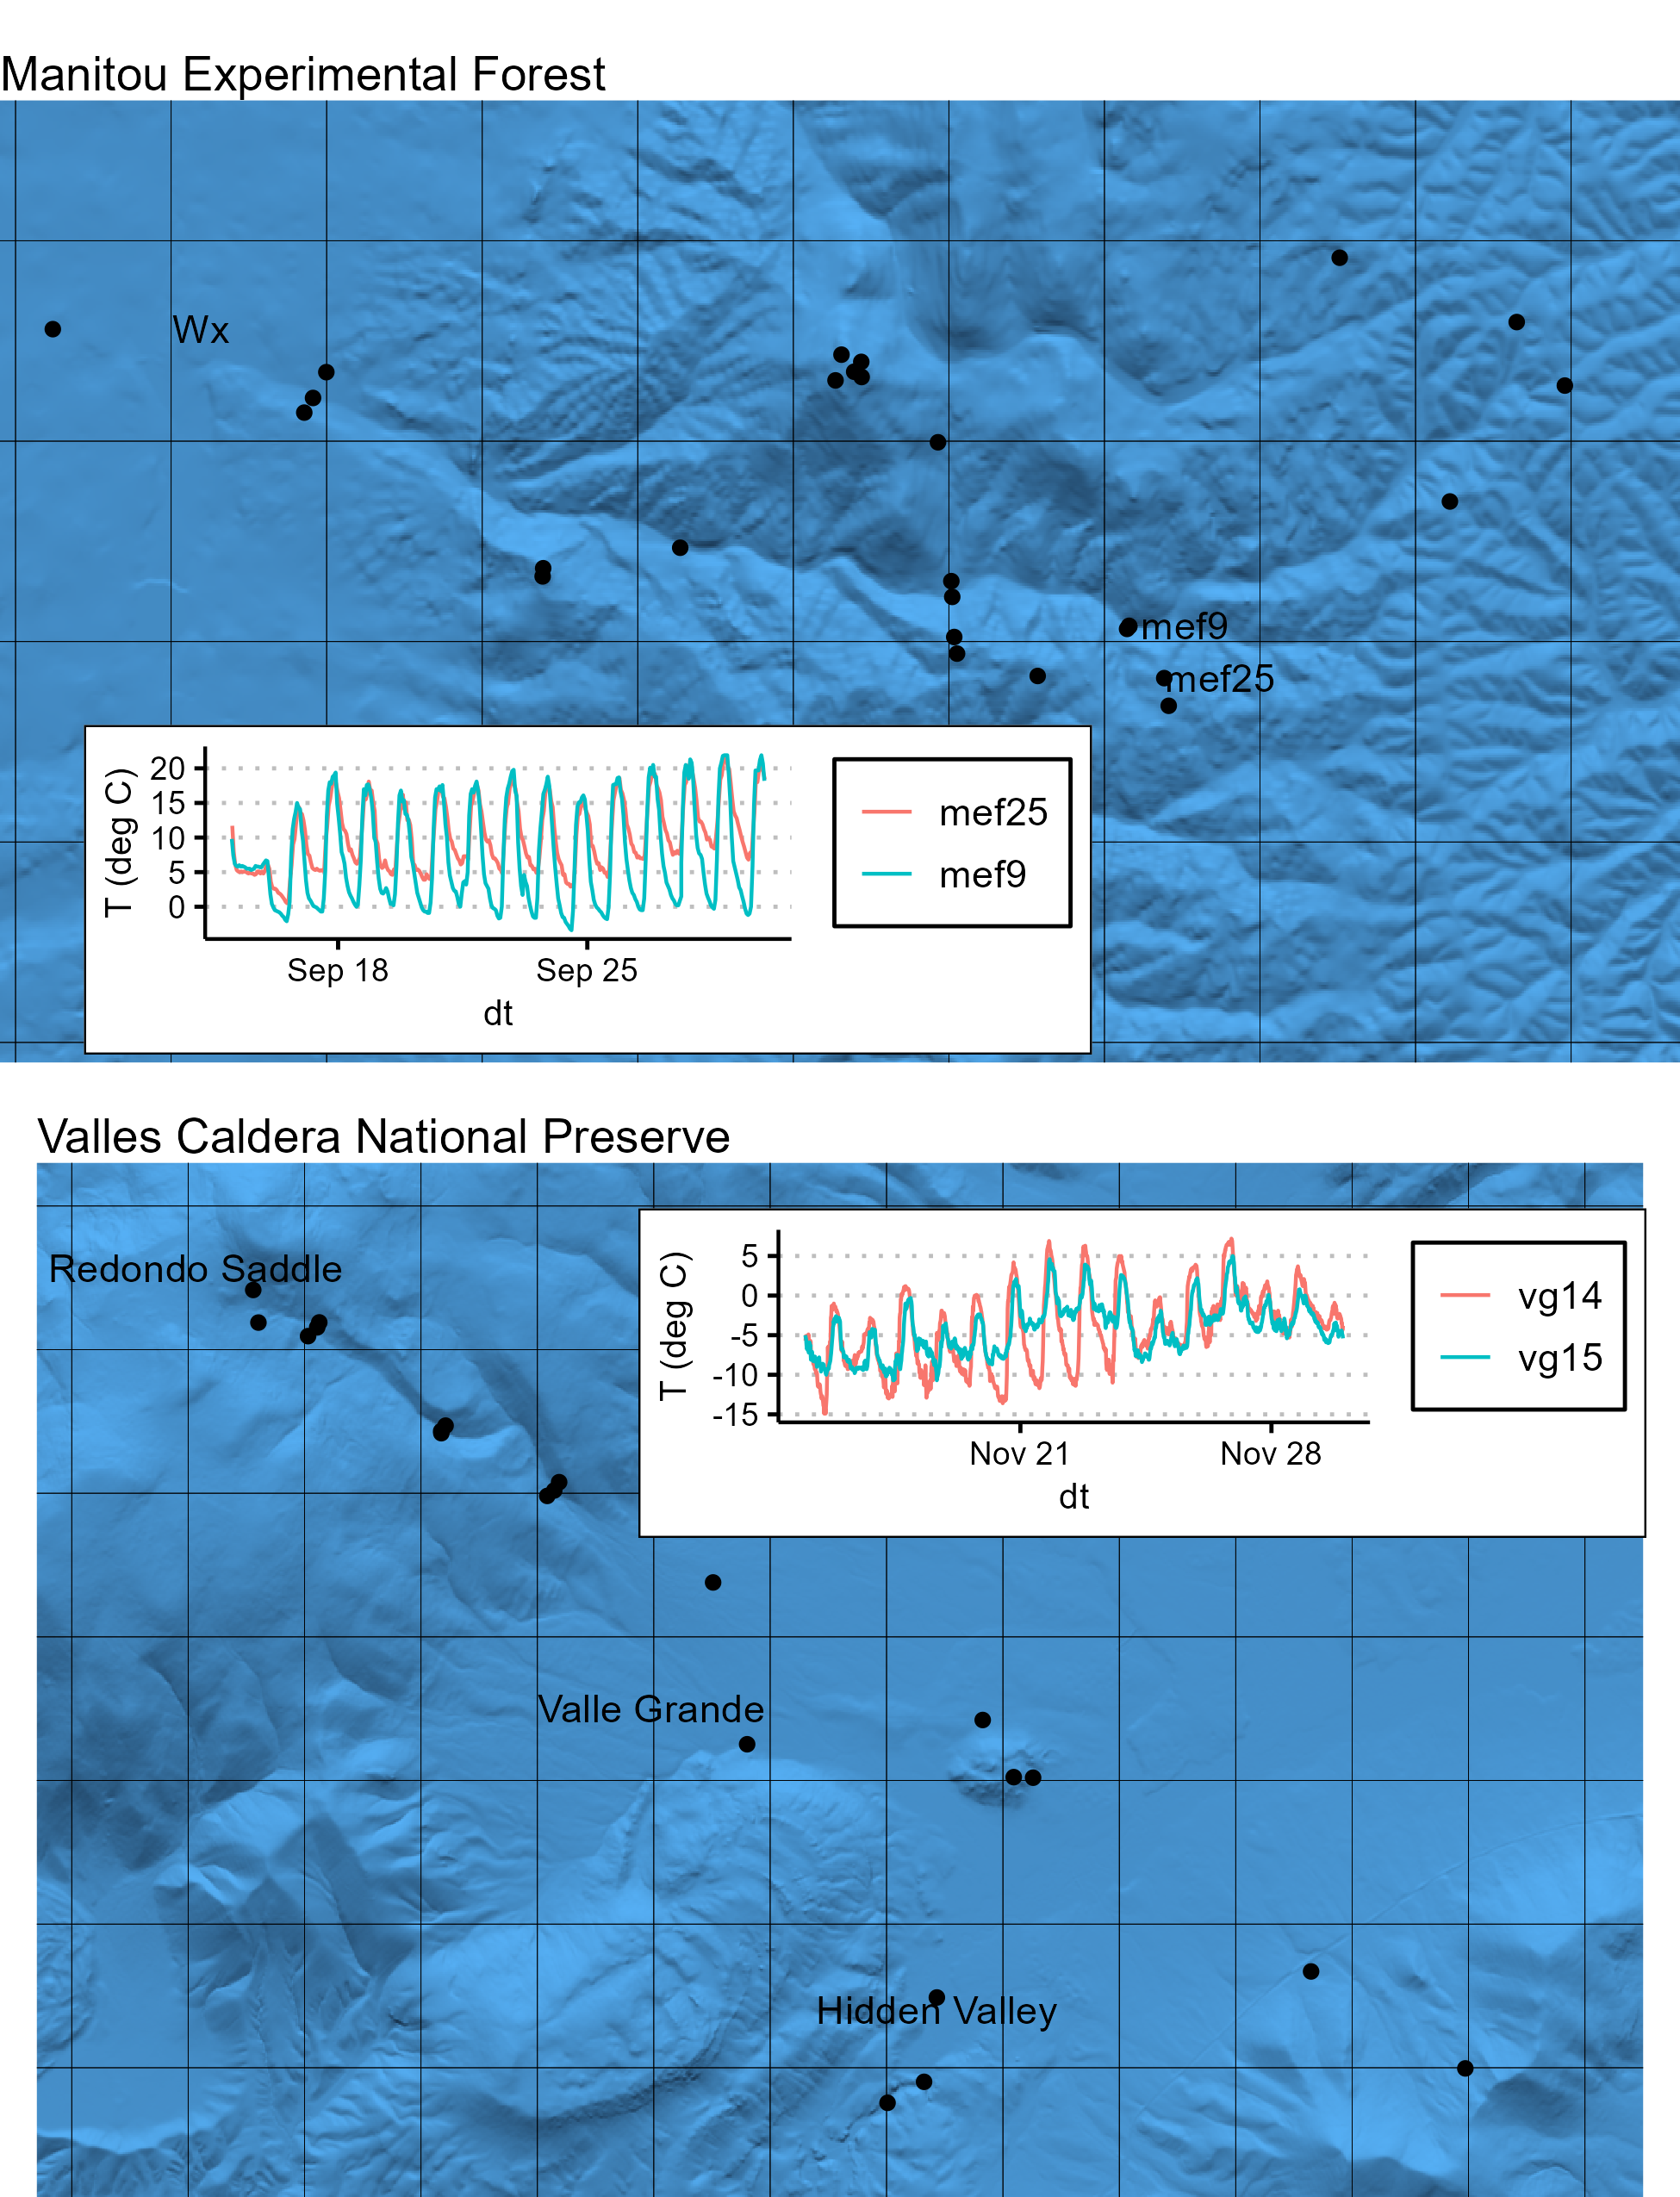 Manitou Experimental Forest
Wx
mef9
mef25
T (deg C)
20
15
10
5
0
Sep 18
Sep 25
dt
mef25
mef9
Valles Caldera National Preserve
Redondo Saddle
T (deg C)
5
0
-5
-10
-15
Nov 21
Nov 28
dt
vg14
vg15
Valle Grande
Hidden Valley